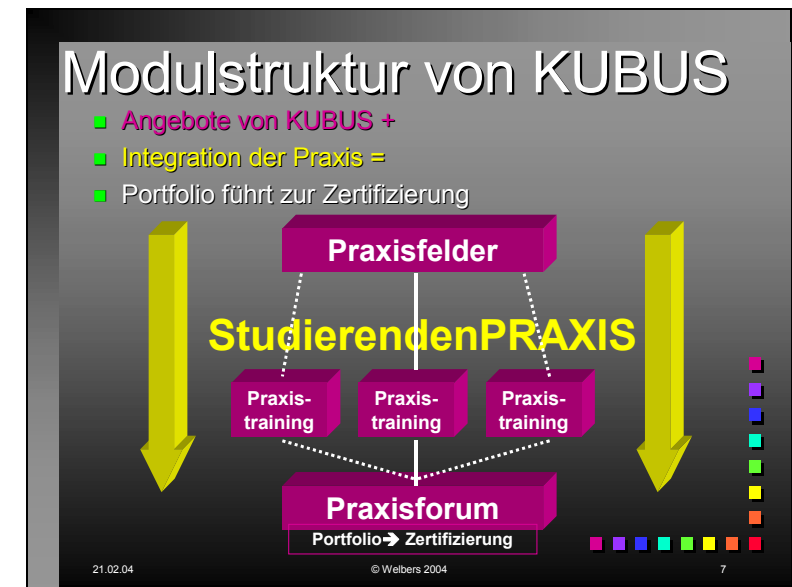 Modulstruktur von KUBUS
Angebote von KUBUS +
Integration der Praxis =
Portfolio führt zur Zertifizierung
Praxisfelder
StudierendenPRAXIS
Praxis-
training
Praxis-
training
Praxis-
training
Praxisforum
Portfolio➔ Zertifizierung
21.02.04
© Welbers 2004
7